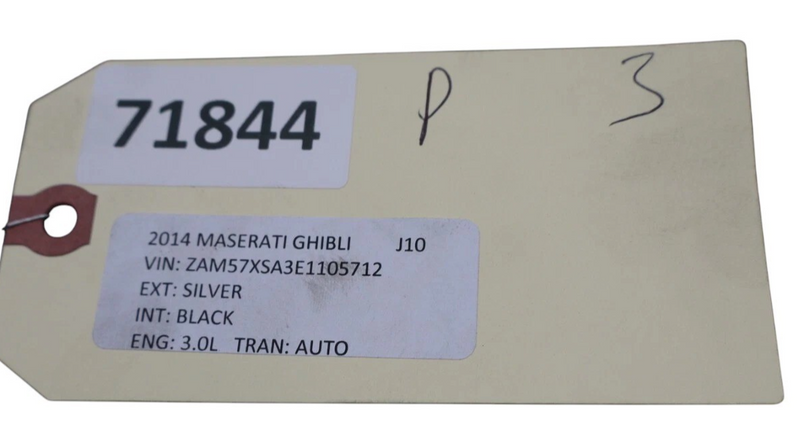 71844
P 3
2014 MASERATI GHIBLI J10
VIN: ZAM57XSA3E1105712
EXT: SILVER
INT: BLACK
ENG: 3.0L TRAN: AUTO